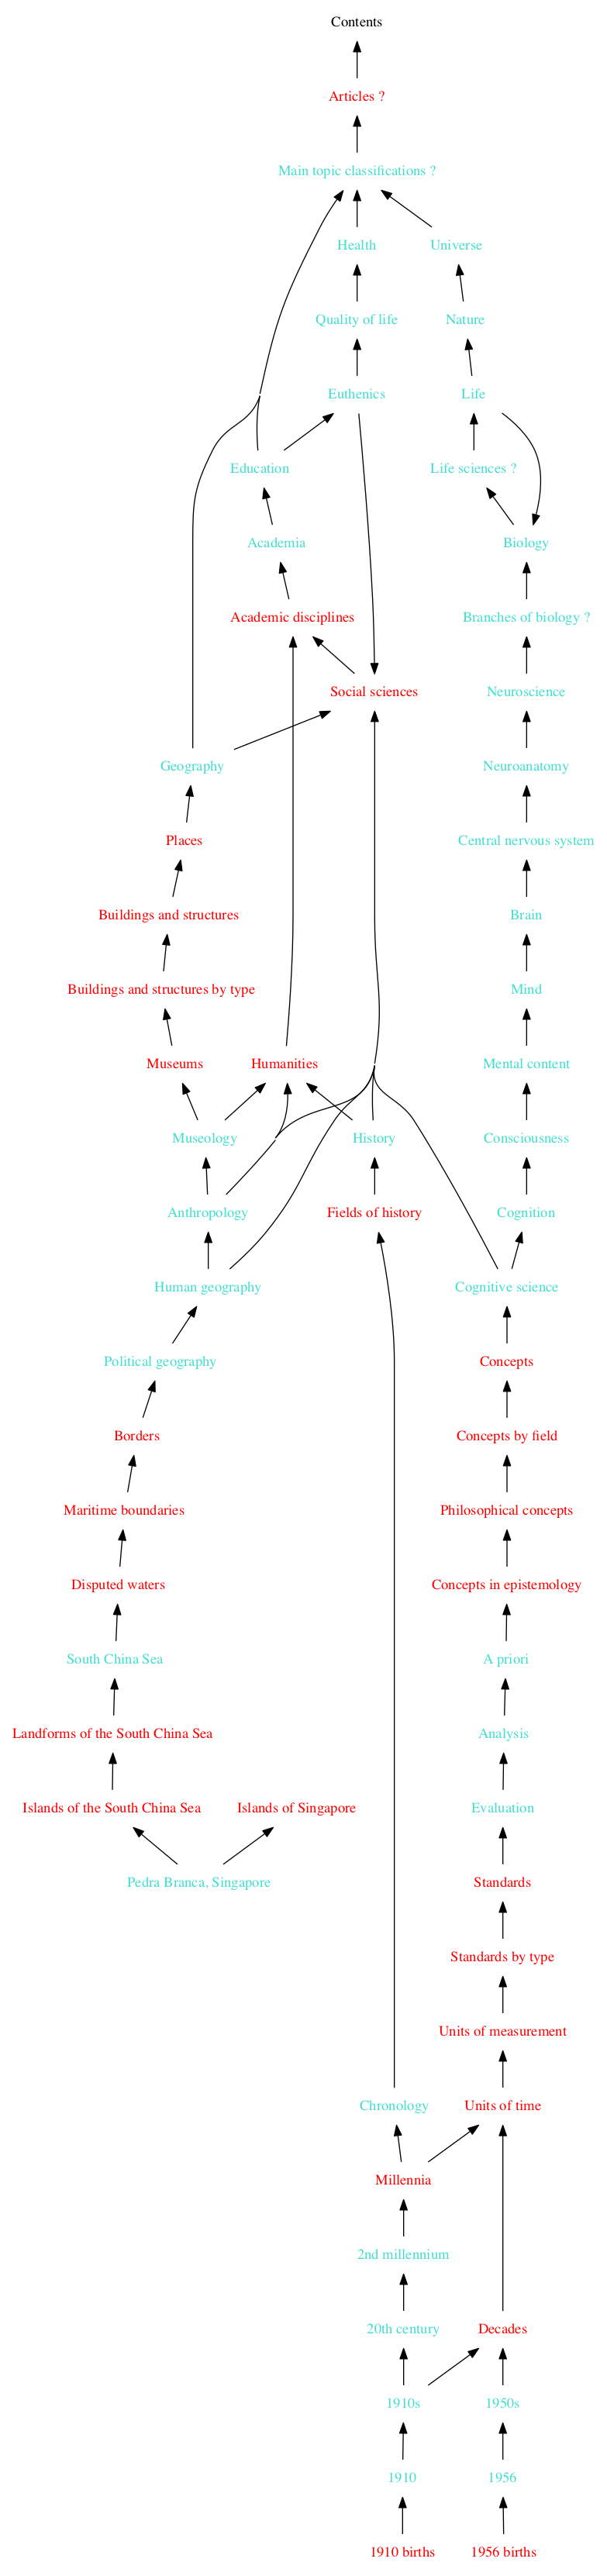 Contents
Articles ?
Main topic classifications ?
Health
Universe
Quality of life
Nature
Euthenics
Life
Education
Life sciences ?
Academia
Biology
Academic disciplines
Branches of biology ?
Social sciences
Neuroscience
Geography
Neuroanatomy
Places
Central nervous system
Buildings and structures
Brain
Buildings and structures by type
Mind
Museums
Humanities
Mental content
Museology
History
Consciousness
Anthropology
Fields of history
Cognition
Human geography
Cognitive science
Political geography
Concepts
Borders
Concepts by field
Maritime boundaries
Philosophical concepts
Disputed waters
Concepts in epistemology
South China Sea
A priori
Landforms of the South China Sea
Analysis
Islands of the South China Sea
Islands of Singapore
Evaluation
Pedra Branca, Singapore
Standards
Standards by type
Units of measurement
Chronology
Units of time
Millennia
2nd millennium
20th century
Decades
1910s
1950s
1910
1956
1910 births
1956 births